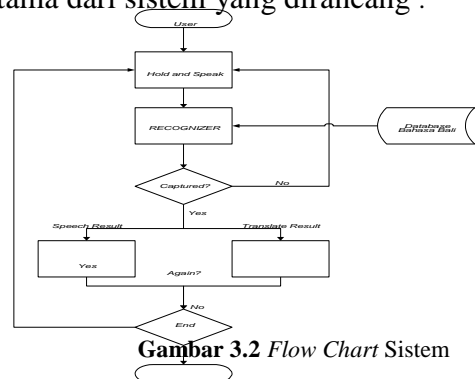 tama dari sistem yang dirancang :
User
Hold and Speak
RECOGNIZER
Database
Bahasa Bali
Captured?
No
Yes
Speech Result
Translate Result
Yes
Again?
No
End
Gambar 3.2 Flow Chart Sistem